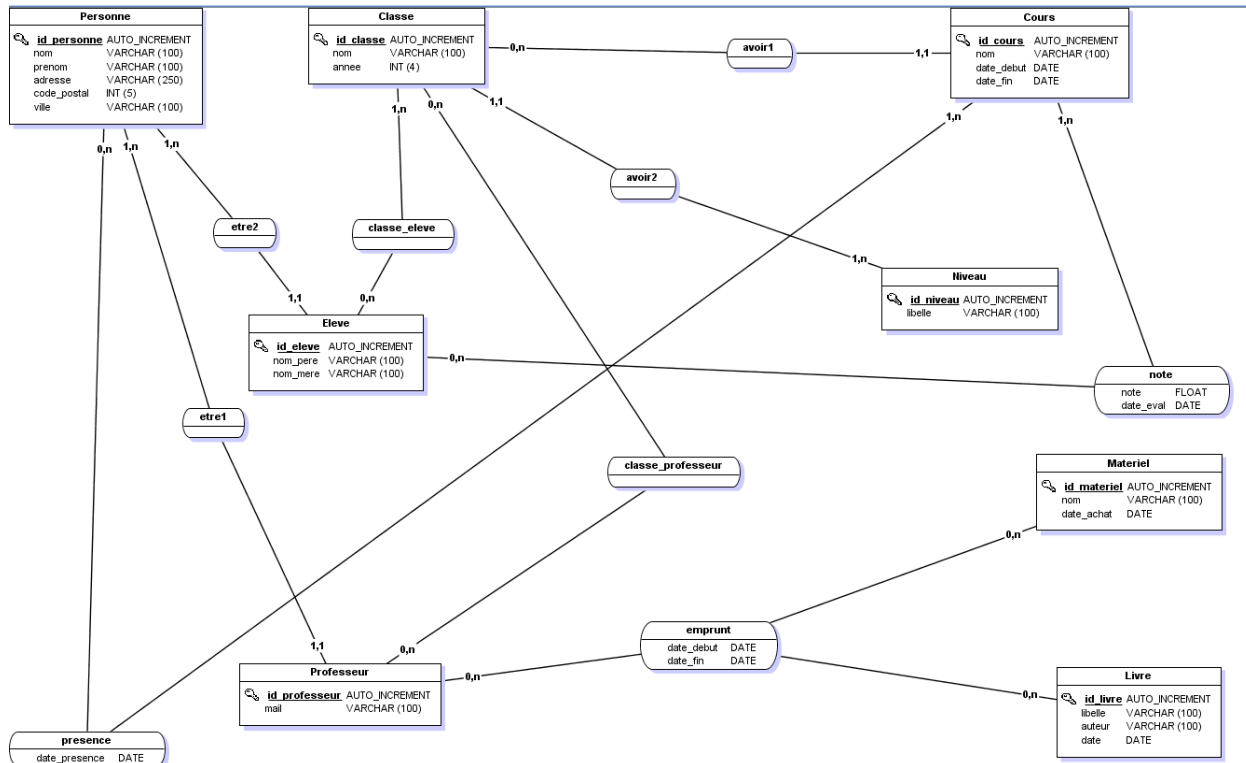 Personne
id_personne AUTO_INCREMENT
nom VARCHAR (100)
prenom VARCHAR (100)
adresse VARCHAR (250)
code_postal INT (5)
ville VARCHAR (100)
Classe
id_classe AUTO_INCREMENT
nom VARCHAR (100)
annee INT (4)
Cours
id_cours AUTO_INCREMENT
nom VARCHAR (100)
date_debut DATE
date_fin DATE
0,n
avoir1
1,1
0,n
1,n
1,n
1,n
0,n
1,1
1,n
1,n
avoir2
etre2
classe_eleve
1,n
Niveau
id_niveau AUTO_INCREMENT
libelle VARCHAR (100)
1,1
0,n
Eleve
id_eleve AUTO_INCREMENT
nom_pere VARCHAR (100)
nom_mere VARCHAR (100)
0,n
note
note FLOAT
date_eval DATE
etre1
classe_professeur
Materiel
id_materiel AUTO_INCREMENT
nom VARCHAR (100)
date_achat DATE
0,n
emprunt
date_debut DATE
date_fin DATE
1,1
0,n
Professeur
id_professeur AUTO_INCREMENT
mail VARCHAR (100)
0,n
0,n
Livre
id_livre AUTO_INCREMENT
libelle VARCHAR (100)
auteur VARCHAR (100)
date DATE
presence
date_presence DATE